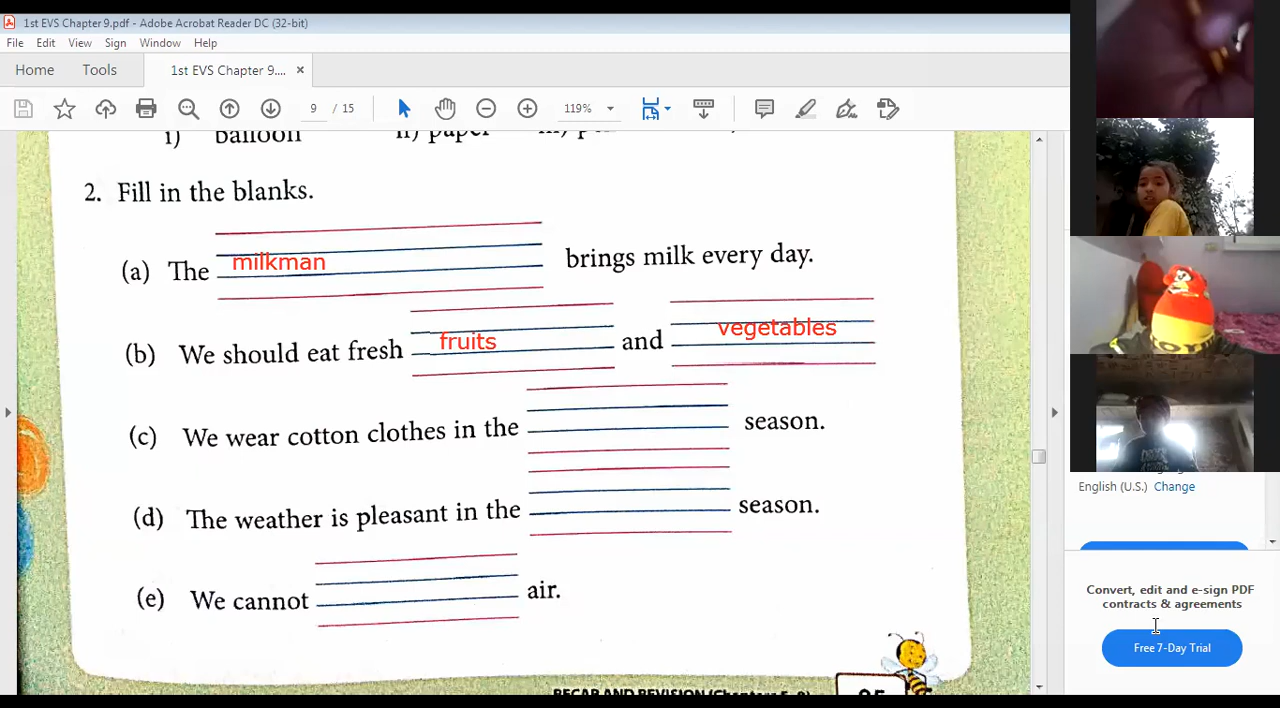 1st EVS Chapter 9.pdf - Adobe Acrobat Reader DC (32-bit)
File Edit View Sign Window Help
Home Tools 1st EVS Chapter 9.... ×
9 / 15 119%
i) balloon ii) paper
2. Fill in the blanks.
(a) The milkman brings milk every day.
(b) We should eat fresh fruits and vegetables
(c) We wear cotton clothes in the season.
(d) The weather is pleasant in the season.
(e) We cannot air.
RECAP AND REVISION (Chapters 5-9)
English (U.S.) Change
Convert, edit and e-sign PDF
contracts & agreements
Free 7-Day Trial